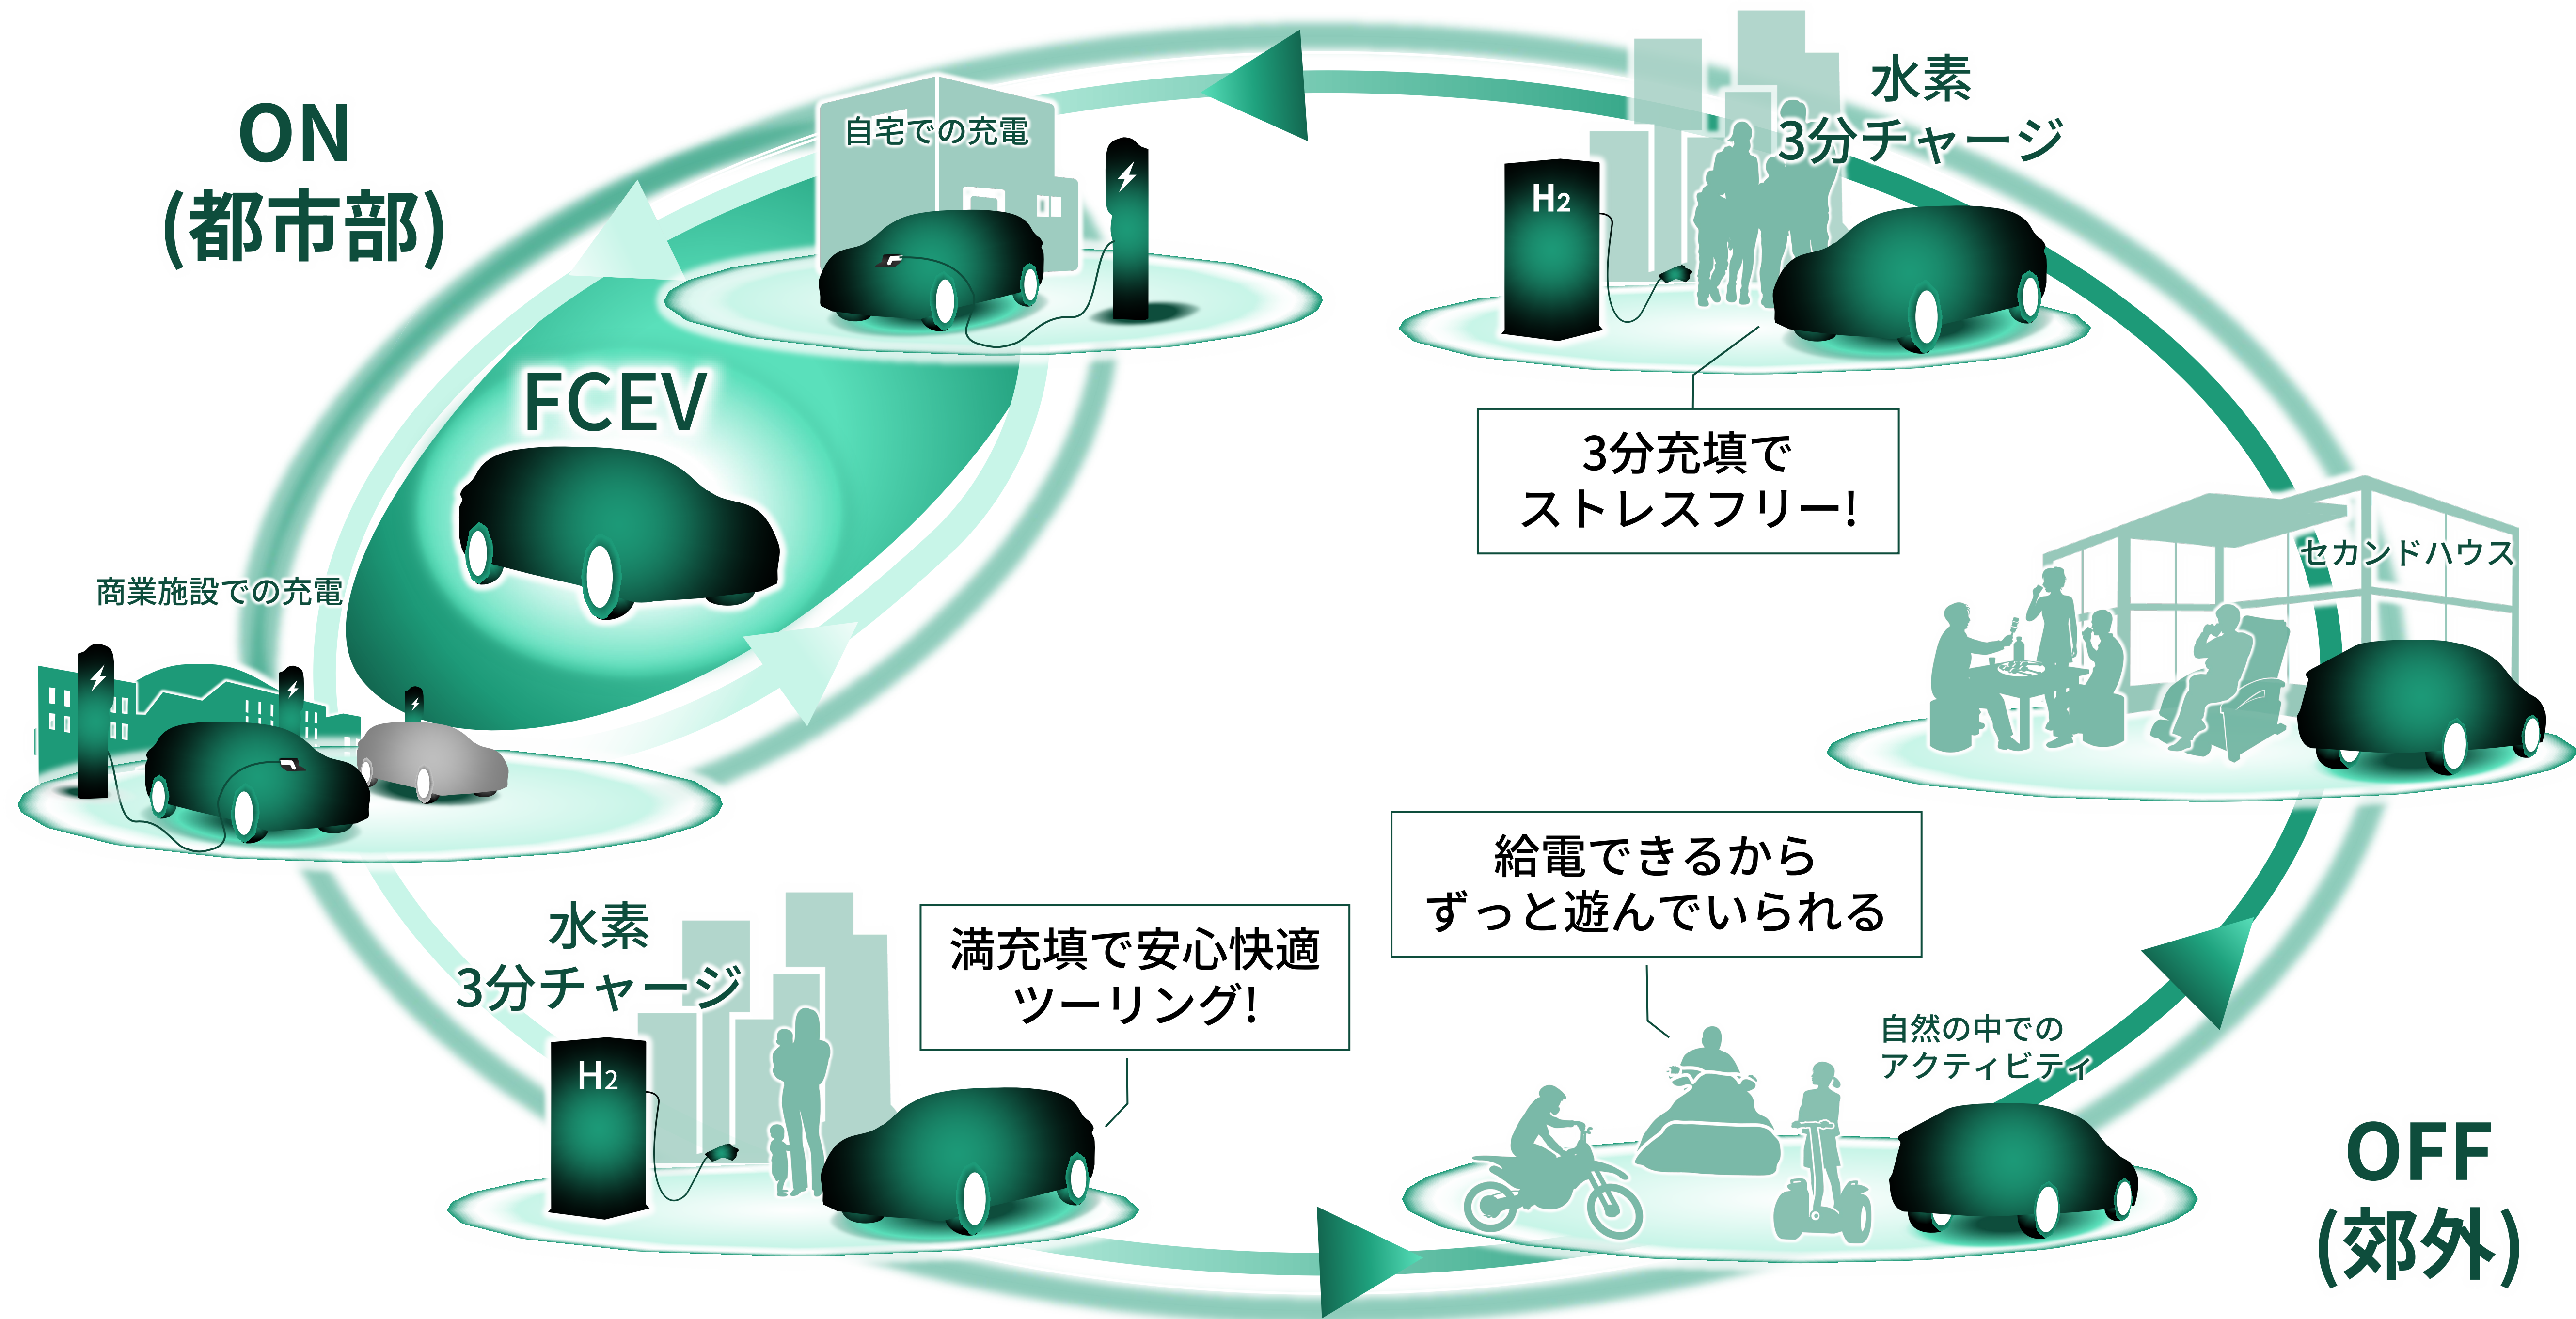 ON
(都市部)
自宅での充電
水素
3分チャージ
H2
3分充填で
ストレスフリー!
FCEV
セカンドハウス
商業施設での充電
給電できるから
ずっと遊んでいられる
水素
3分チャージ
H2
満充填で安心快適
ツーリング!
自然の中での
アクティビティ
OFF
(郊外)